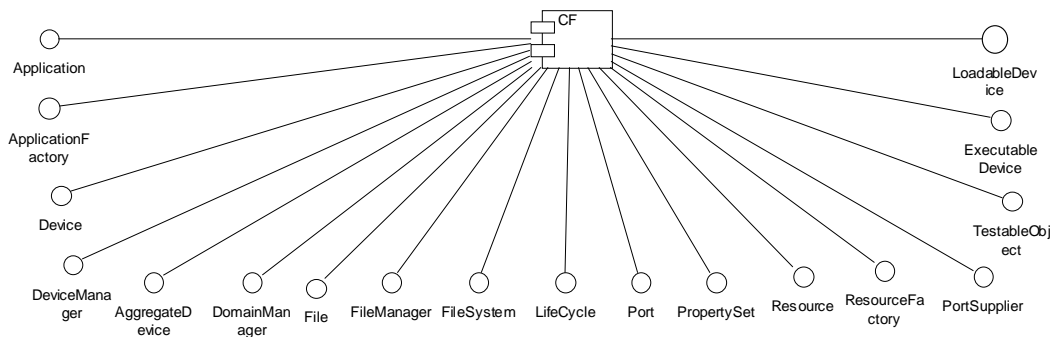 CF
Application
LoadableDev
ice
ApplicationF
actory
Executable
Device
Device
TestableObj
ect
DeviceMana
ger
AggregateD
evice
DomainMan
ager
File
FileManager
FileSystem
LifeCycle
Port
PropertySet
Resource
ResourceFa
ctory
PortSupplier